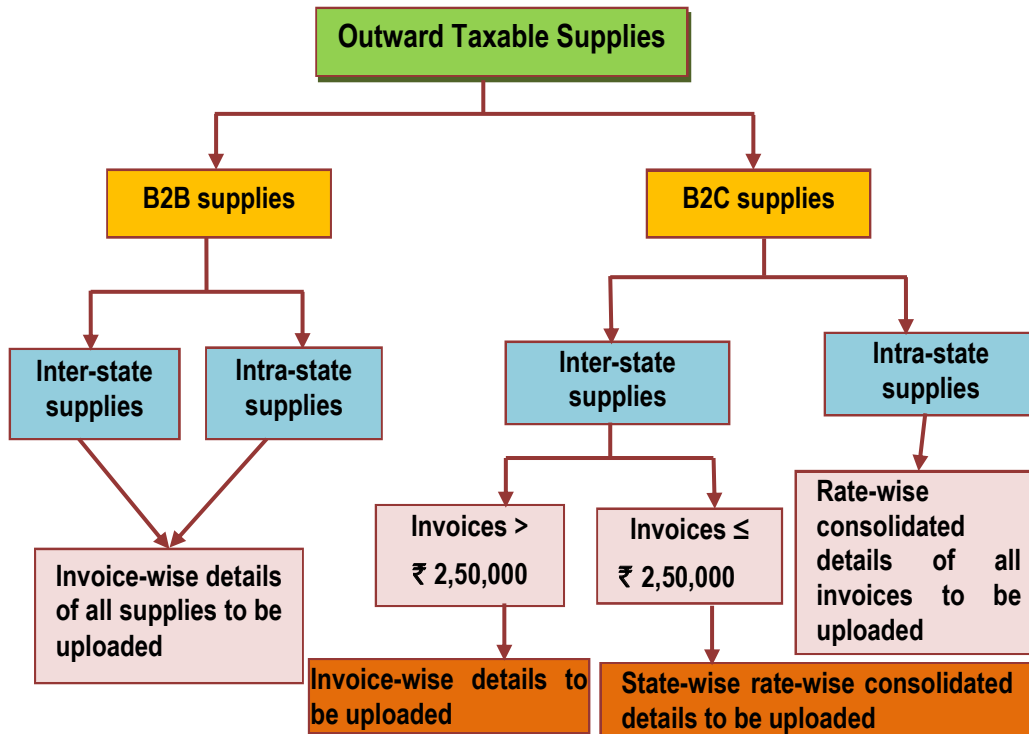 Outward Taxable Supplies
B2B supplies
B2C supplies
Inter-state
supplies
Intra-state
supplies
Inter-state
supplies
Intra-state
supplies
Invoice-wise details
of all supplies to be
uploaded
Invoices >
₹ 2,50,000
Invoices ≤
₹ 2,50,000
Rate-wise
consolidated
details of all
invoices to be
uploaded
Invoice-wise details to
be uploaded
State-wise rate-wise consolidated
details to be uploaded